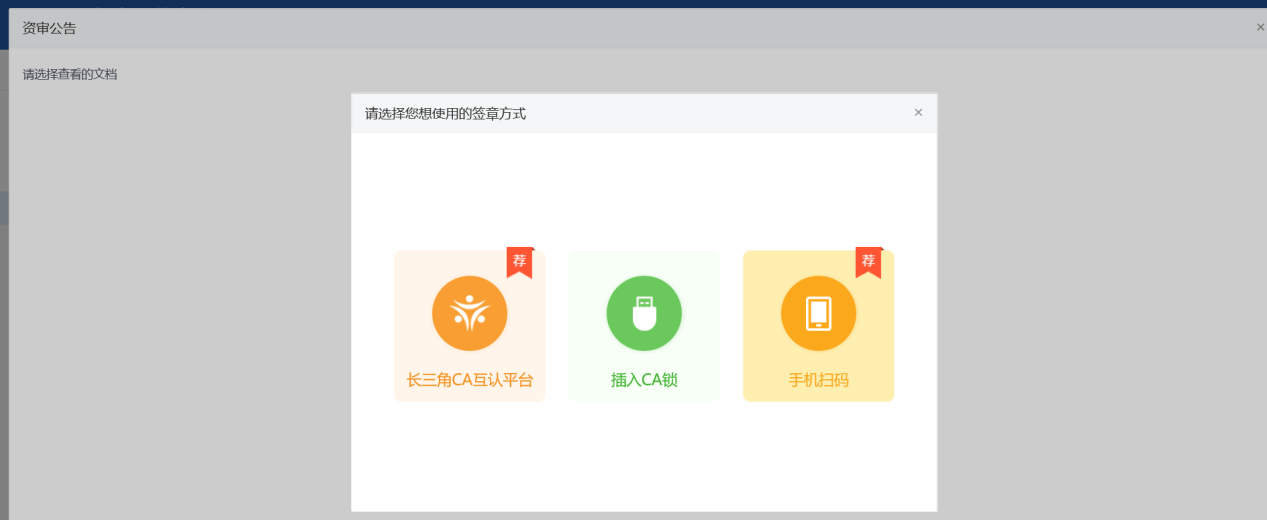 资审公告
请选择查看的文档
请选择您想使用的签章方式
荐
荐
长三角CA互认平台
插入CA锁
手机扫码